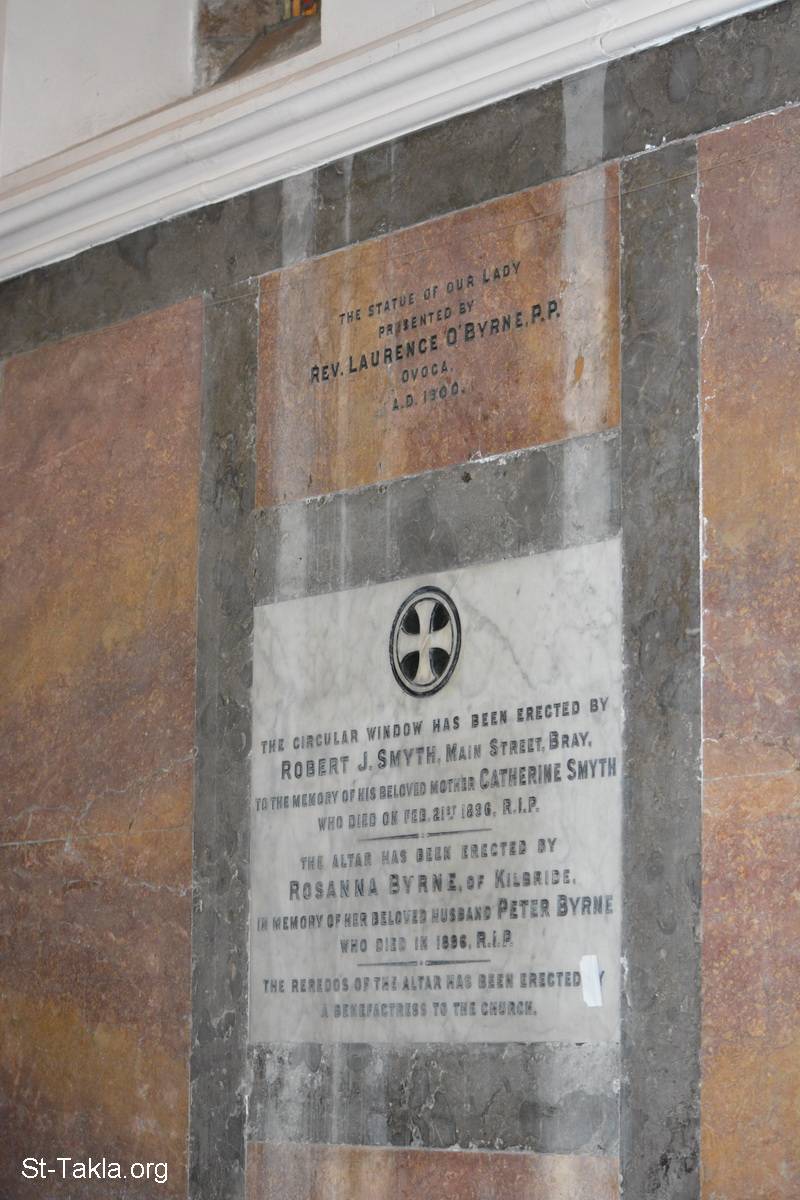 THE STATUE OF OUR LADY
PRESENTED BY
REV. LAURENCE O'BYRNE, P.P.
OVOCA.
A.D. 1900.
THE CIRCULAR WINDOW HAS BEEN ERECTED BY
ROBERT J. SMYTH, MAIN STREET, BRAY,
TO THE MEMORY OF HIS BELOVED MOTHER CATHERINE SMYTH
WHO DIED ON FEB. 21ST 1896, R.I.P.
THE ALTAR HAS BEEN ERECTED BY
ROSANNA BYRNE, OF KILBRIDE,
IN MEMORY OF HER BELOVED HUSBAND PETER BYRNE
WHO DIED IN 1886, R.I.P.
THE REREDOS OF THE ALTAR HAS BEEN ERECTED
A BENEFACTRESS TO THE CHURCH.
St-Takla.org